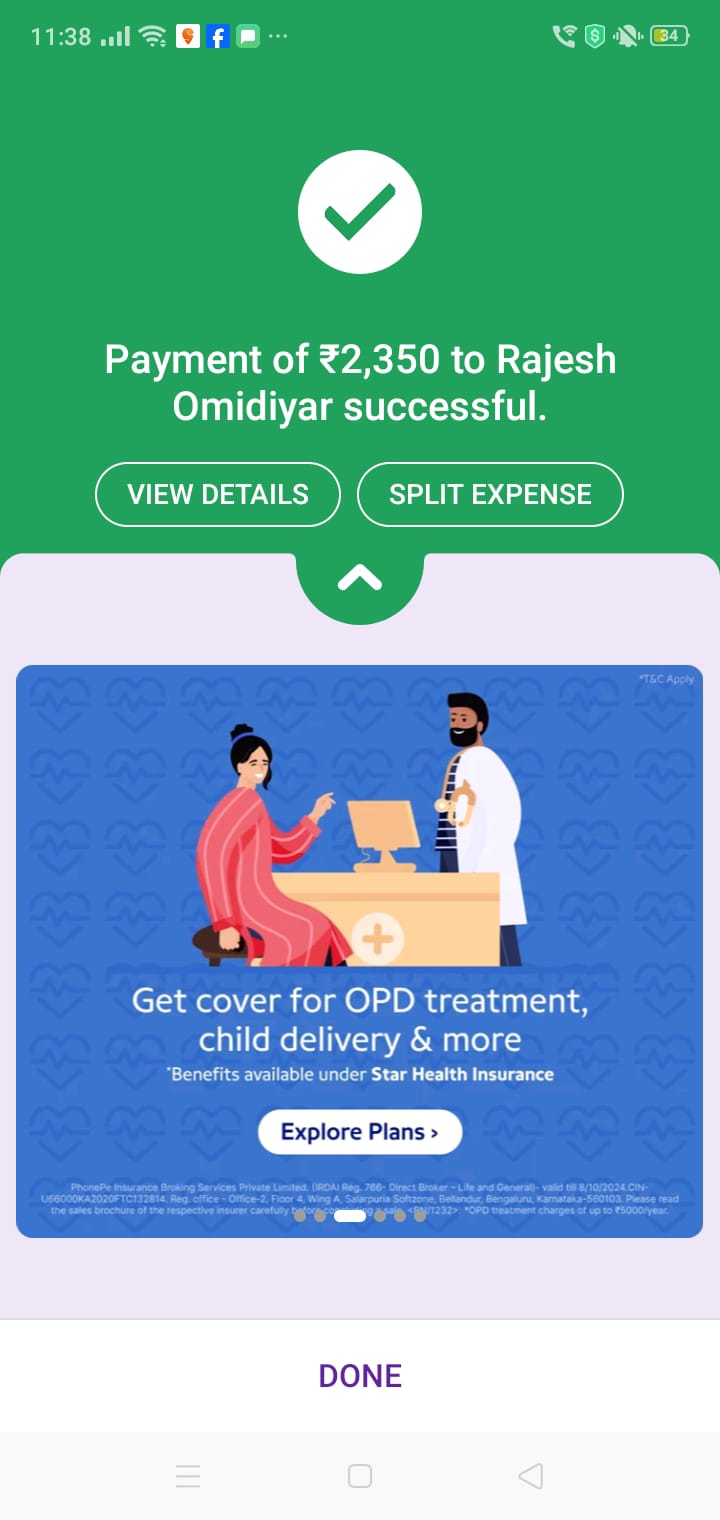 11:38
34
Payment of ₹2,350 to Rajesh
Omidiyar successful.
VIEW DETAILS
SPLIT EXPENSE
*T&C Apply
Get cover for OPD treatment,
child delivery & more
*Benefits available under Star Health Insurance
Explore Plans ›
PhonePe Insurance Broking Services Private Limited. (IRDAI Reg. 766- Direct Broker – Life and General)- valid till 8/10/2024.CIN-
U66000KA2020FTC132814. Reg. office - Office-2, Floor 4, Wing A, Salarpuria Softzone, Bellandur, Bengaluru, Karnataka-560103. Please read
the sales brochure of the respective insurer carefully before a sale. *OPD treatment charges of up to ₹5000/year.
DONE